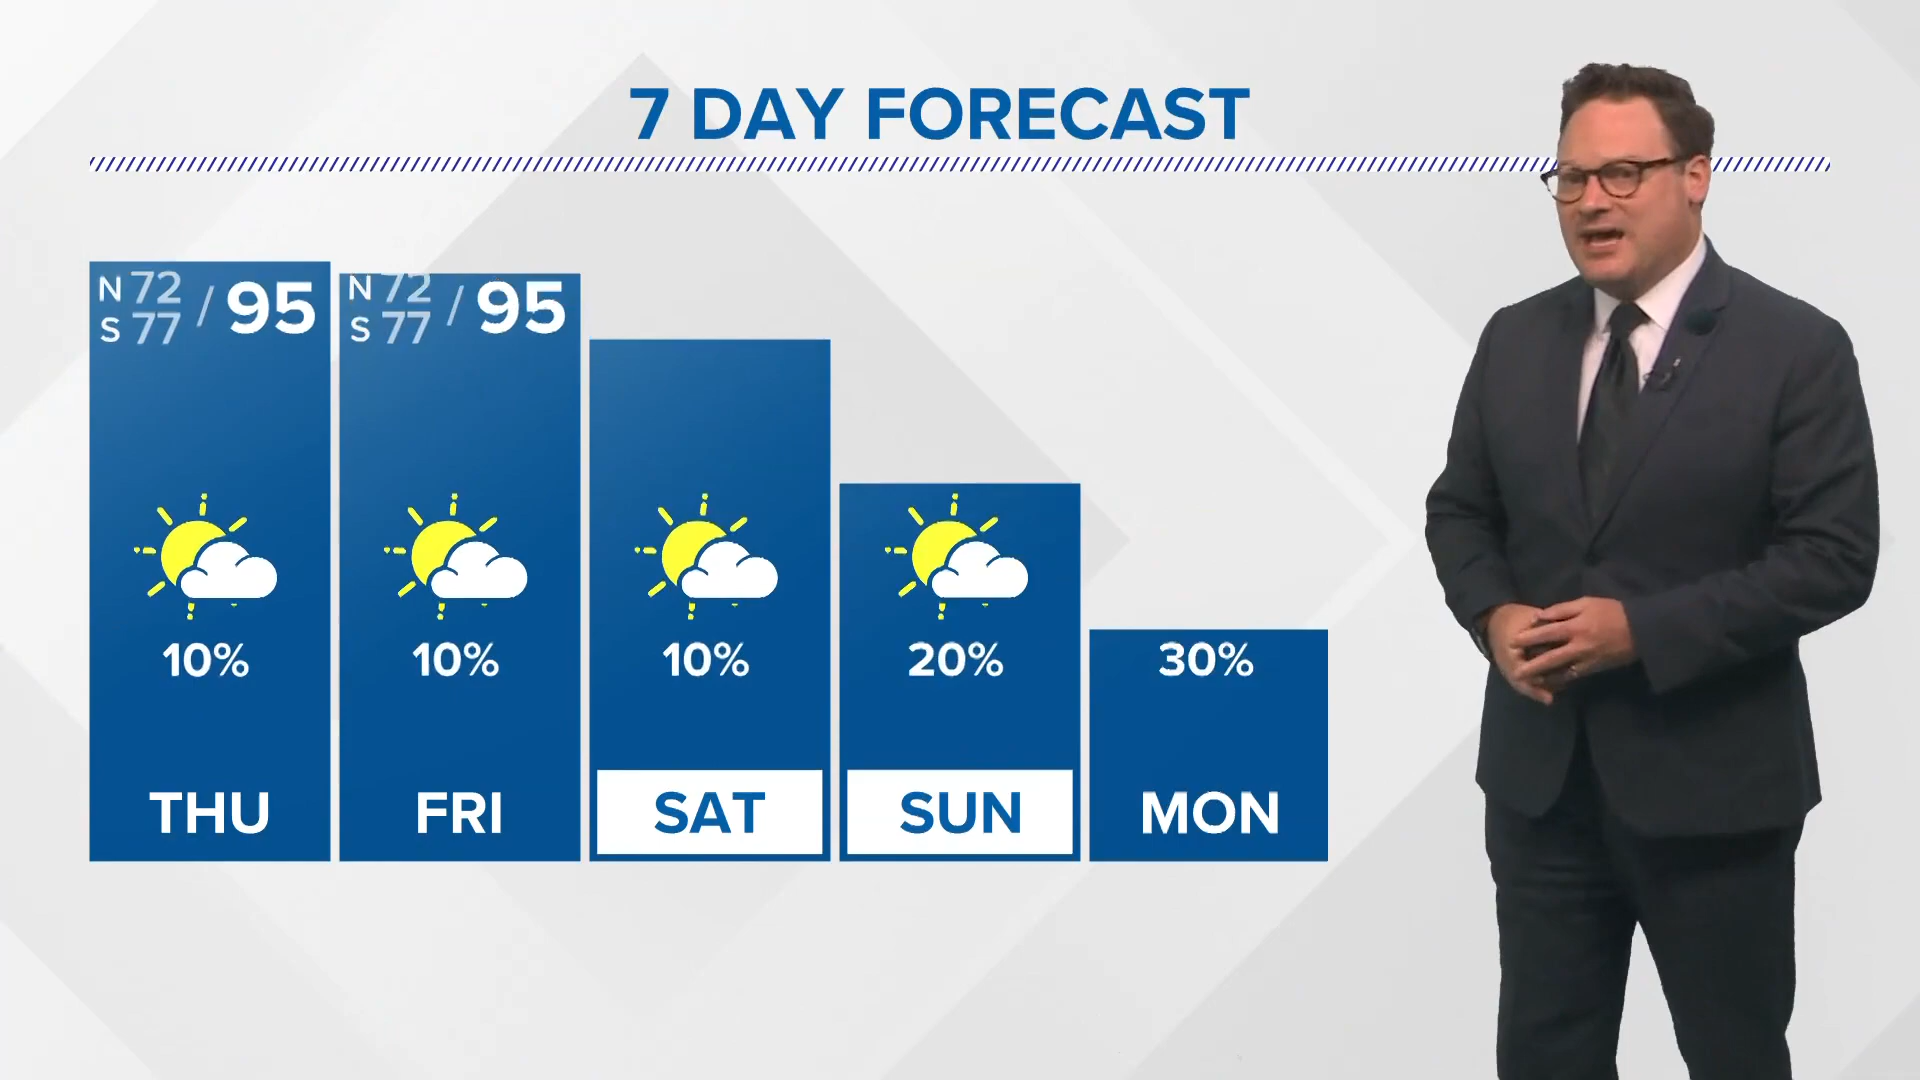 7 DAY FORECAST
N 72 / 95
S 77
N 72 / 95
S 77
10%
10%
10%
20%
30%
THU
FRI
SAT
SUN
MON